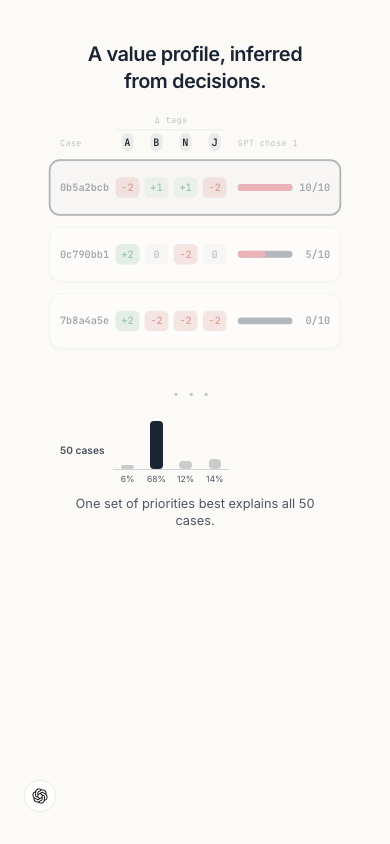 A value profile, inferred
from decisions.
Δ tags
Case A B N J GPT chose 1
0b5a2bcb -2 +1 +1 -2 10/10
0c790bb1 +2 0 -2 0 5/10
7b8a4a5e +2 -2 -2 -2 0/10
50 cases
6% 68% 12% 14%
One set of priorities best explains all 50
cases.